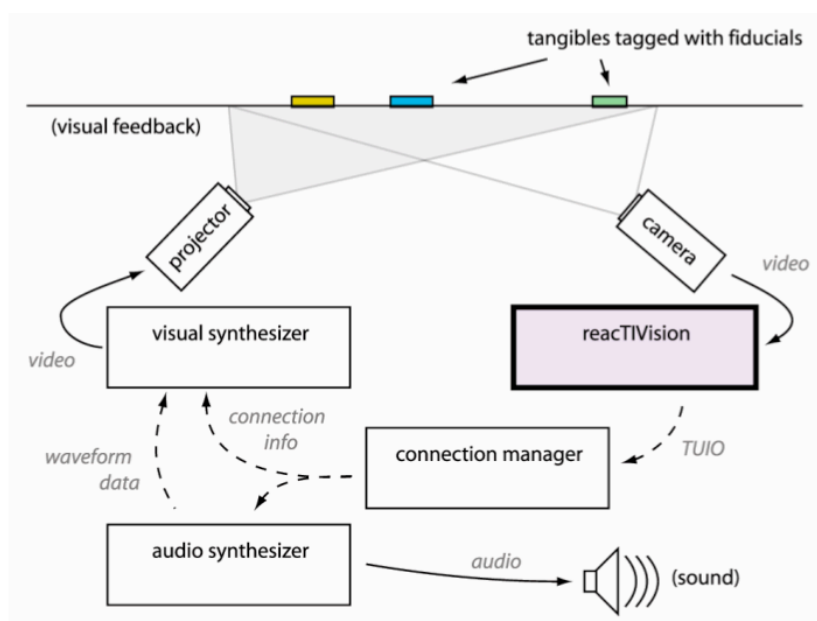 tangibles tagged with fiducials
(visual feedback)
projector
camera
video
visual synthesizer
reacTIVision
video
connection
info
waveform
data
connection manager
TUIO
audio synthesizer
audio
(sound)